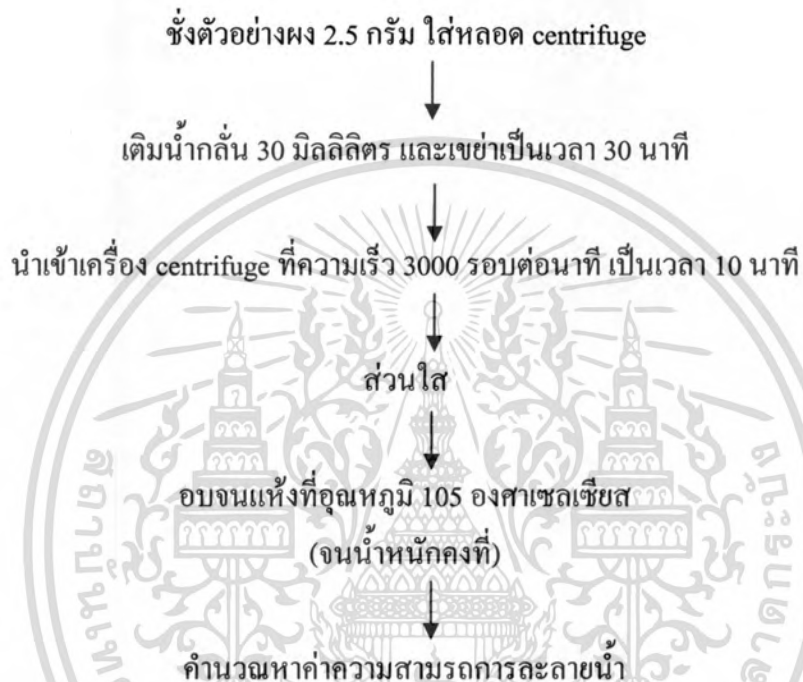 ชั่งตัวอย่างผง 2.5 กรัม ใส่หลอด centrifuge
เติมน้ำกลั่น 30 มิลลิลิตร และเขย่าเป็นเวลา 30 นาที
นำเข้าเครื่อง centrifuge ที่ความเร็ว 3000 รอบต่อนาที เป็นเวลา 10 นาที
ส่วนใส
อบจนแห้งที่อุณหภูมิ 105 องศาเซลเซียส
(จนน้ำหนักคงที่)
คำนวณหาค่าความสามรถการละลายน้ำ